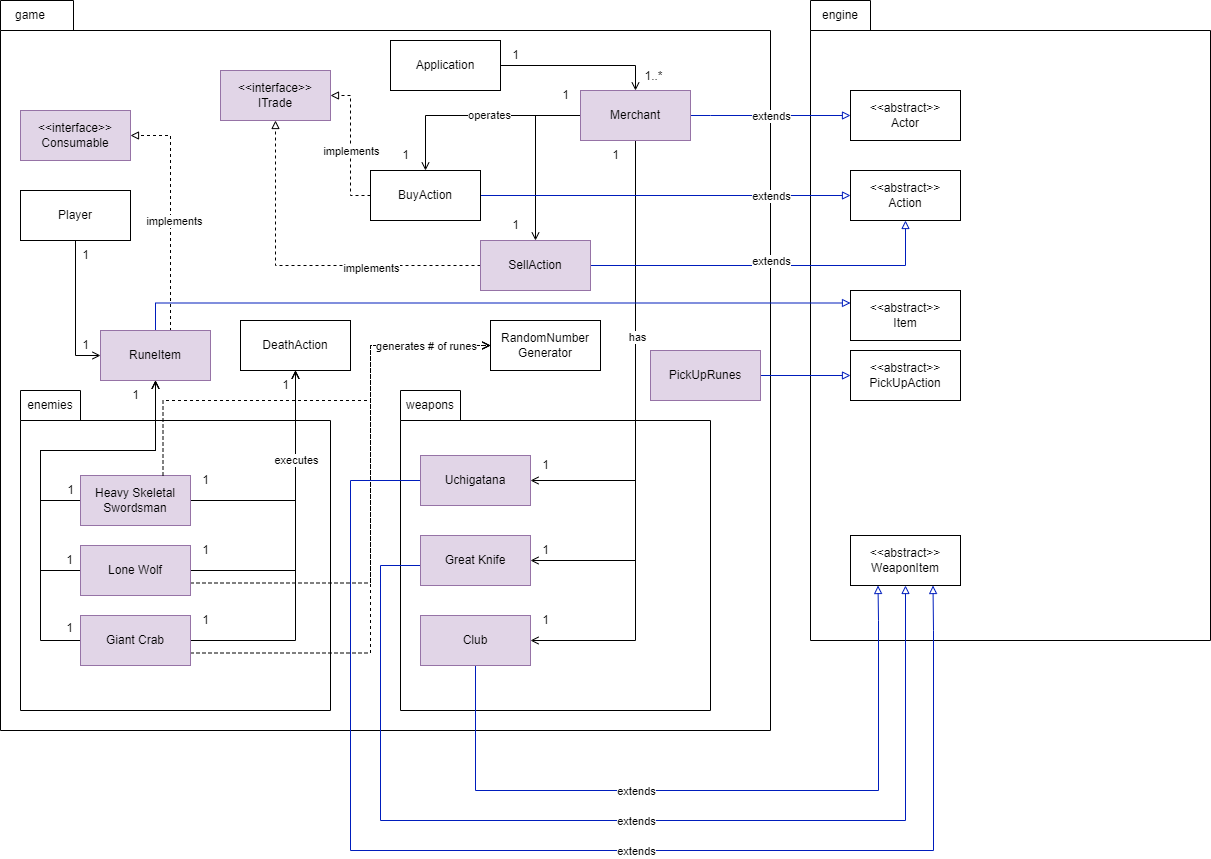 game
engine
Application
1
1..*
<<interface>>
ITrade
1
Merchant
extends
<<abstract>>
Actor
<<interface>>
Consumable
operates
implements
1
1
BuyAction
extends
<<abstract>>
Action
Player
implements
1
1
SellAction
implements
extends
<<abstract>>
Item
1
RuneItem
DeathAction
generates # of runes
RandomNumber
Generator
has
PickUpRunes
<<abstract>>
PickUpAction
1
1
enemies
weapons
executes
1
Heavy Skeletal
Swordsman
1
Uchigatana
1
1
Lone Wolf
1
Great Knife
1
<<abstract>>
WeaponItem
1
Giant Crab
1
Club
1
extends
extends
extends